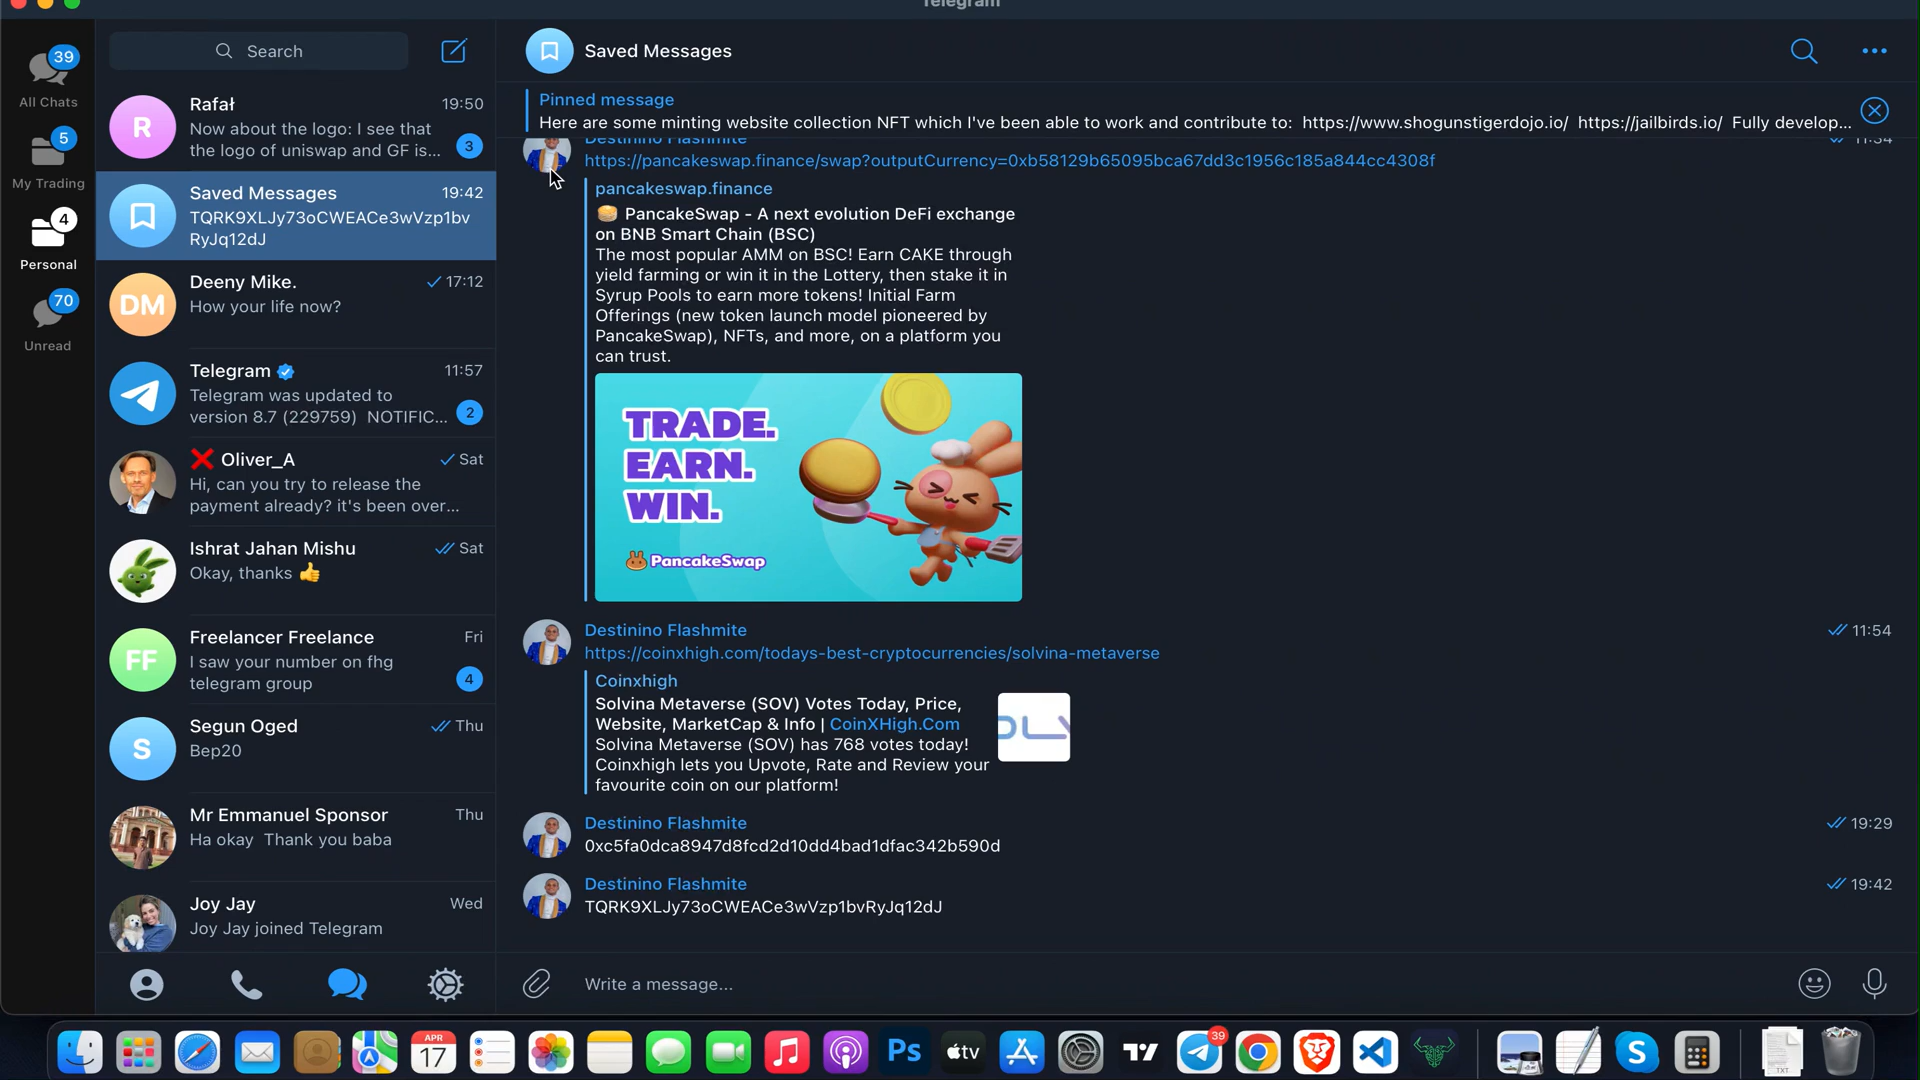 Telegram
39
All Chats
5
My Trading
4
Personal
70
Unread
Search
R
Rafał
19:50
Now about the logo: I see that
the logo of uniswap and GF is...
3
Saved Messages
19:42
TQRK9XLJy73oCWEACe3wVzp1bv
RyJq12dJ
DM
Deeny Mike.
17:12
How your life now?
Telegram
11:57
Telegram was updated to
version 8.7 (229759) NOTIFIC...
2
Oliver_A
Sat
Hi, can you try to release the
payment already? it's been over...
Ishrat Jahan Mishu
Sat
Okay, thanks 👍
FF
Freelancer Freelance
Fri
I saw your number on fhg
telegram group
4
S
Segun Oged
Thu
Bep20
Mr Emmanuel Sponsor
Thu
Ha okay Thank you baba
Joy Jay
Wed
Joy Jay joined Telegram
Saved Messages
Pinned message
Here are some minting website collection NFT which I've been able to work and contribute to: https://www.shogunstigerdojo.io/ https://jailbirds.io/ Fully develop...
Destinino Flashmite
11:54
https://pancakeswap.finance/swap?outputCurrency=0xb58129b65095bca67dd3c1956c185a844cc4308f
pancakeswap.finance
🥞 PancakeSwap - A next evolution DeFi exchange
on BNB Smart Chain (BSC)
The most popular AMM on BSC! Earn CAKE through
yield farming or win it in the Lottery, then stake it in
Syrup Pools to earn more tokens! Initial Farm
Offerings (new token launch model pioneered by
PancakeSwap), NFTs, and more, on a platform you
can trust.
TRADE.
EARN.
WIN.
PancakeSwap
Destinino Flashmite
11:54
https://coinxhigh.com/todays-best-cryptocurrencies/solvina-metaverse
Coinxhigh
Solvina Metaverse (SOV) Votes Today, Price,
Website, MarketCap & Info | CoinXHigh.Com
Solvina Metaverse (SOV) has 768 votes today!
Coinxhigh lets you Upvote, Rate and Review your
favourite coin on our platform!
Destinino Flashmite
19:29
0xc5fa0dca8947d8fcd2d10dd4bad1dfac342b590d
Destinino Flashmite
19:42
TQRK9XLJy73oCWEACe3wVzp1bvRyJq12dJ
Write a message...
APR
17
Ps
tv
39
TXT